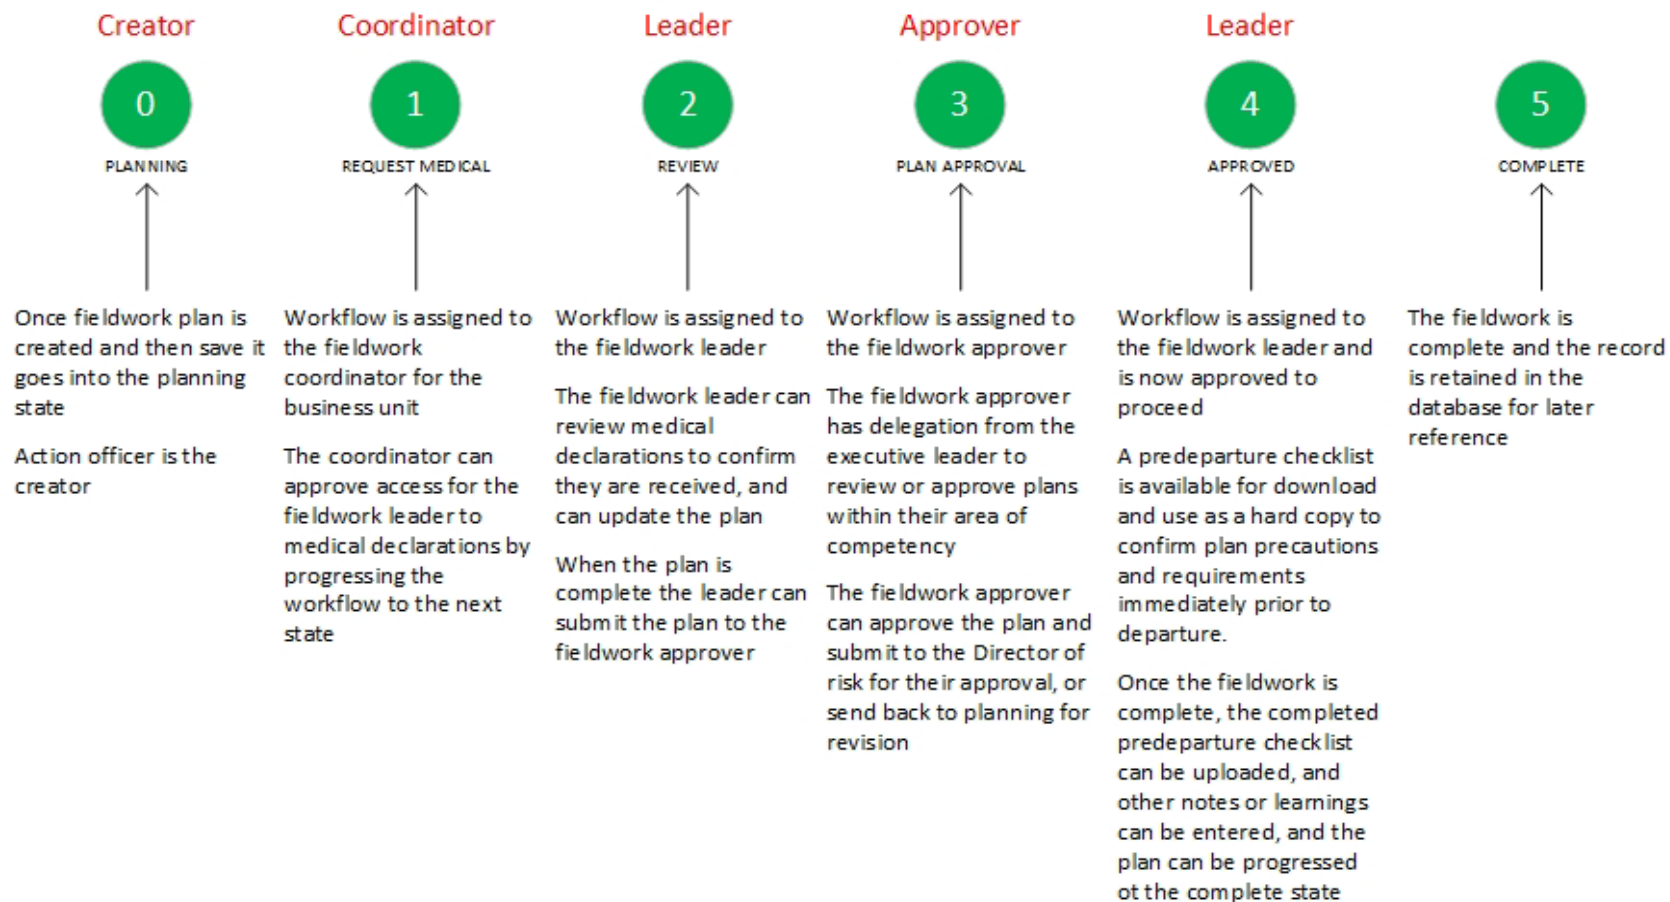 Creator
0
PLANNING
Once fieldwork plan is
created and then save it
goes into the planning
state
Action officer is the
creator
Coordinator
1
REQUEST MEDICAL
Workflow is assigned to
the fieldwork
coordinator for the
business unit
The coordinator can
approve access for the
fieldwork leader to
medical declarations by
progressing the
workflow to the next
state
Leader
2
REVIEW
Workflow is assigned to
the fieldwork leader
The fieldwork leader can
review medical
declarations to confirm
they are received, and
can update the plan
When the plan is
complete the leader can
submit the plan to the
fieldwork approver
Approver
3
PLAN APPROVAL
Workflow is assigned to
the fieldwork approver
The fieldwork approver
has delegation from the
executive leader to
review or approve plans
within their area of
competency
The fieldwork approver
can approve the plan and
submit to the Director of
risk for their approval, or
send back to planning for
revision
Leader
4
APPROVED
Workflow is assigned to
the fieldwork leader and
is now approved to
proceed
A predeparture checklist
is available for download
and use as a hard copy to
confirm plan precautions
and requirements
immediately prior to
departure.
Once the fieldwork is
complete, the completed
predeparture checklist
can be uploaded, and
other notes or learnings
can be entered, and the
plan can be progressed
ot the complete state
5
COMPLETE
The fieldwork is
complete and the record
is retained in the
database for later
reference